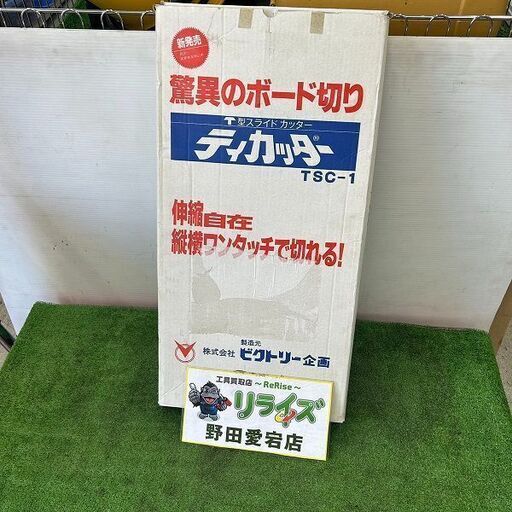 新発売
驚異のボード切り
T型スライド カッター
ティカッター®
TSC-1
伸縮自在
縦横ワンタッチで切れる!
製造元
株式会社 ビクトリー企画
工具買取店 ～ReRise～
リライズ
野田愛宕店